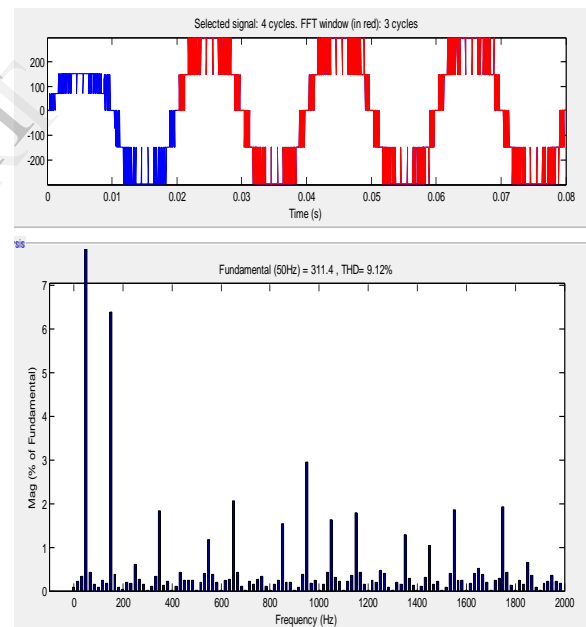 Selected signal: 4 cycles. FFT window (in red): 3 cycles
200
100
0
-100
-200
0 0.01 0.02 0.03 0.04 0.05 0.06 0.07 0.08
Time (s)
sis
Fundamental (50Hz) = 311.4 , THD= 9.12%
7
6
5
4
3
2
1
0
Mag (% of Fundamental)
0 200 400 600 800 1000 1200 1400 1600 1800 2000
Frequency (Hz)